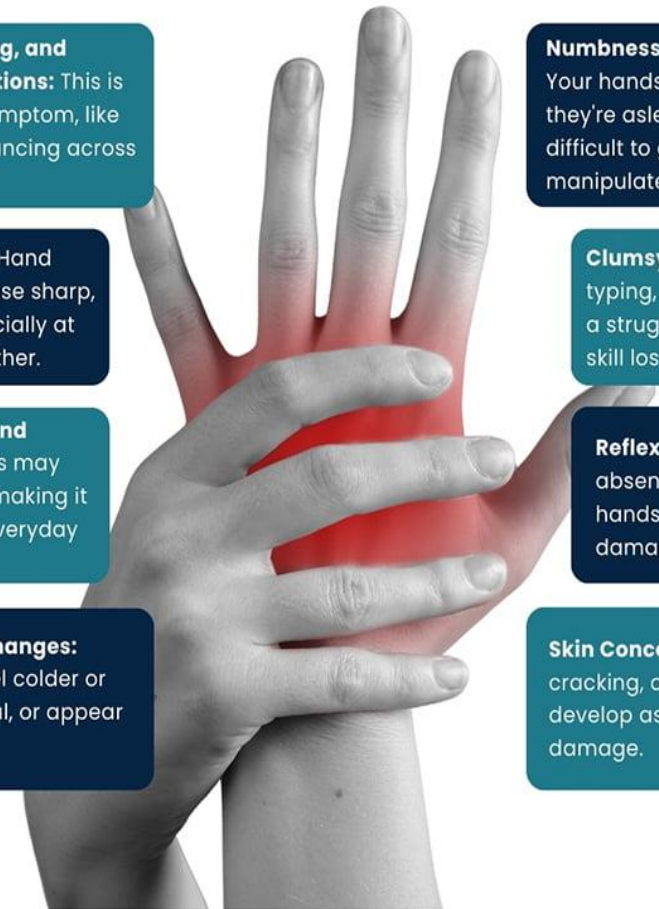 g, and
tions: This is
mptom, like
ncing across
Hand
se sharp,
cially at
ther.
nd
s may
making it
veryday
hanges:
l colder or
al, or appear
Numbness
Your hands
they're asle
difficult to
manipulate
Clumsy
typing,
a strug
skill los
Reflex
absen
hands
dama
Skin Conce
cracking, c
develop as
damage.